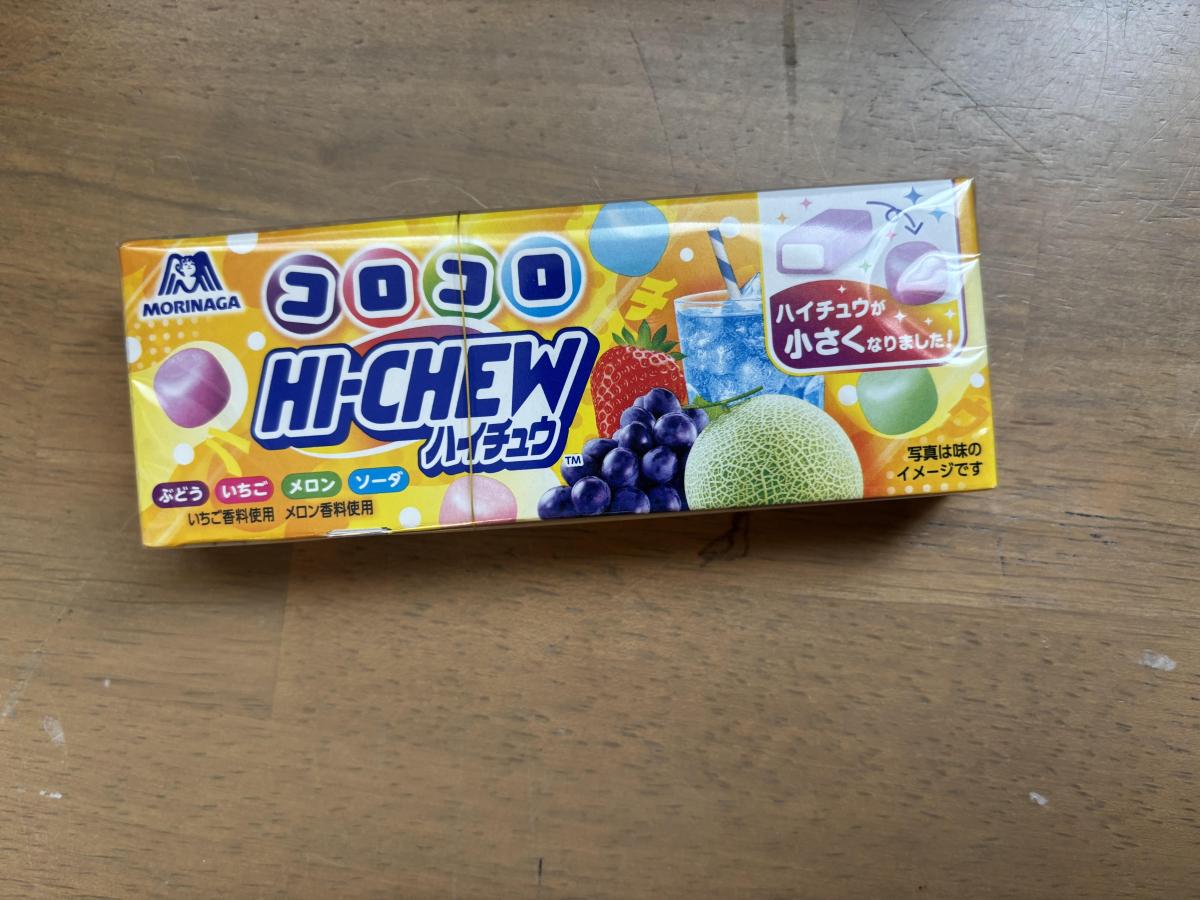 MORINAGA
コロコロ
HI-CHEW
ハイチュウ
TM
ぶどう いちご メロン ソーダ
いちご香料使用 メロン香料使用
ハイチュウが
小さくなりました!
写真は味の
イメージです